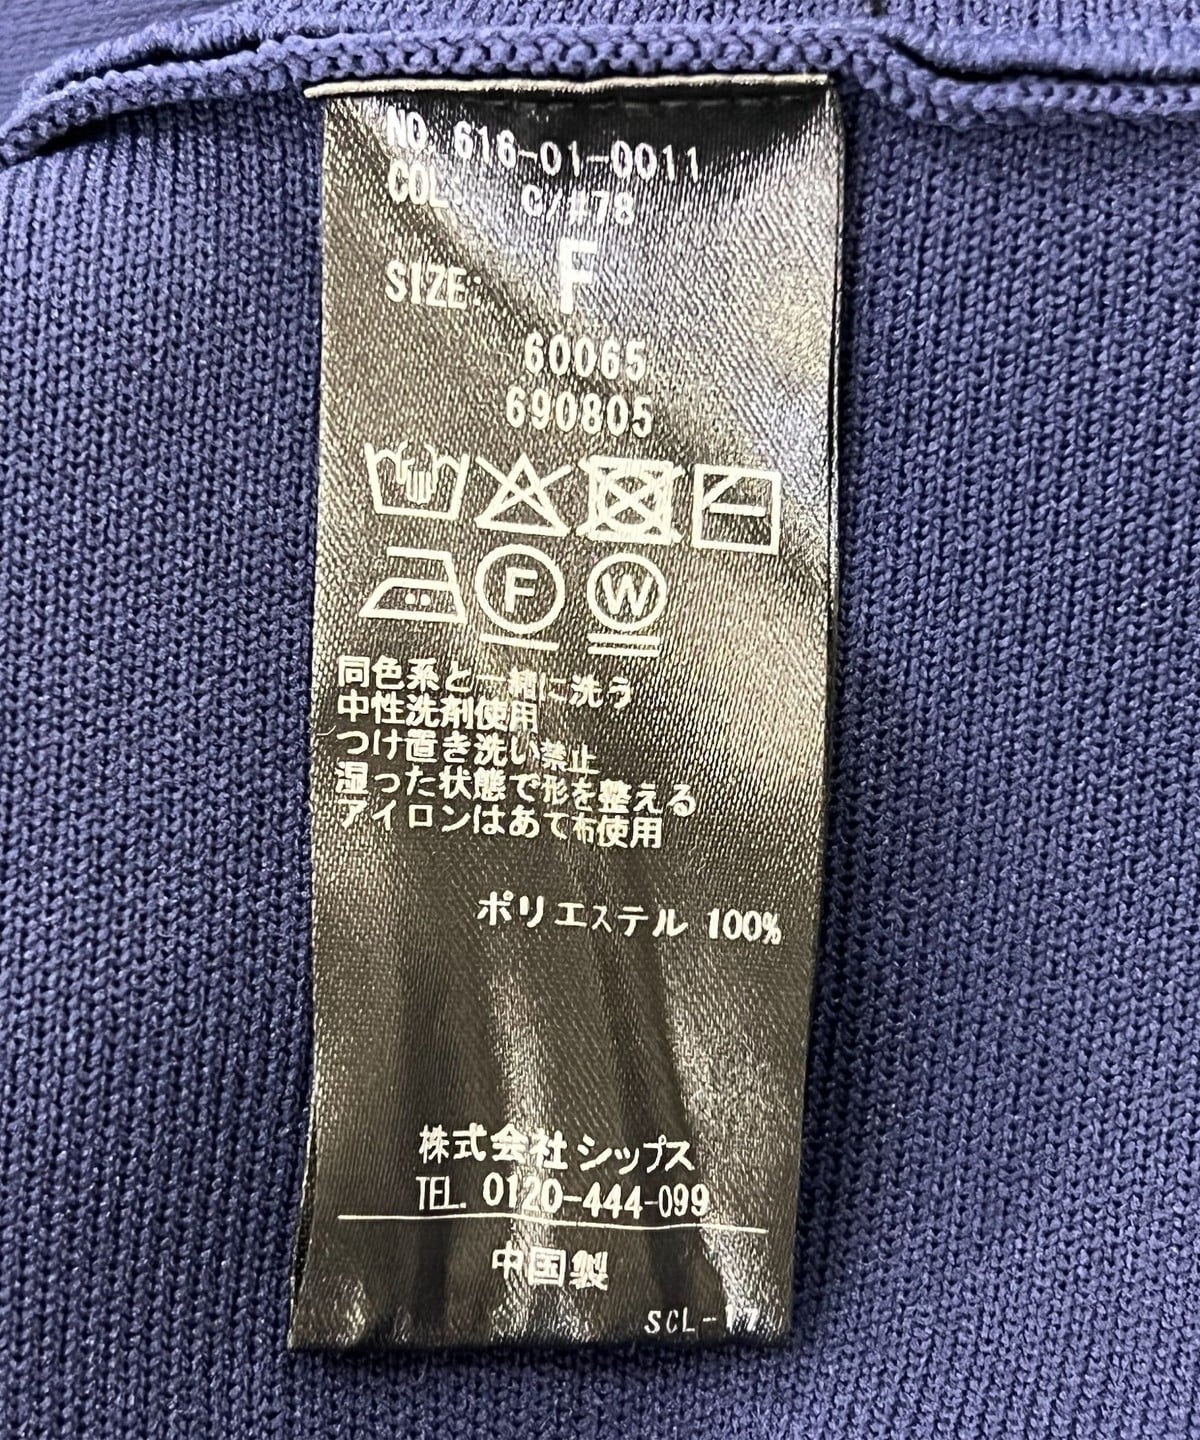 NO. 616-01-0011
COL: C/#78
SIZE: F
60065
690805
F W
同色系と一緒に洗う
中性洗剤使用
つけ置き洗い禁止
湿った状態で形を整える
アイロンはあて布使用
ポリエステル 100%
株式会社 シップス
TEL. 0120-444-099
中国製
SCL-17